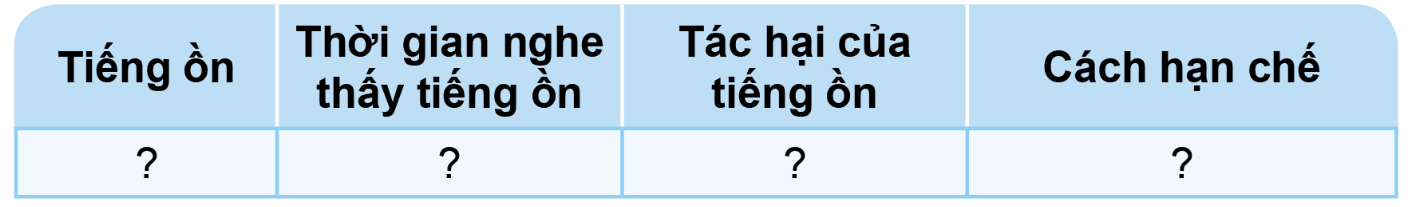 Tiếng ồn
Thời gian nghe
thấy tiếng ồn
Tác hại của
tiếng ồn
Cách hạn chế
?
?
?
?